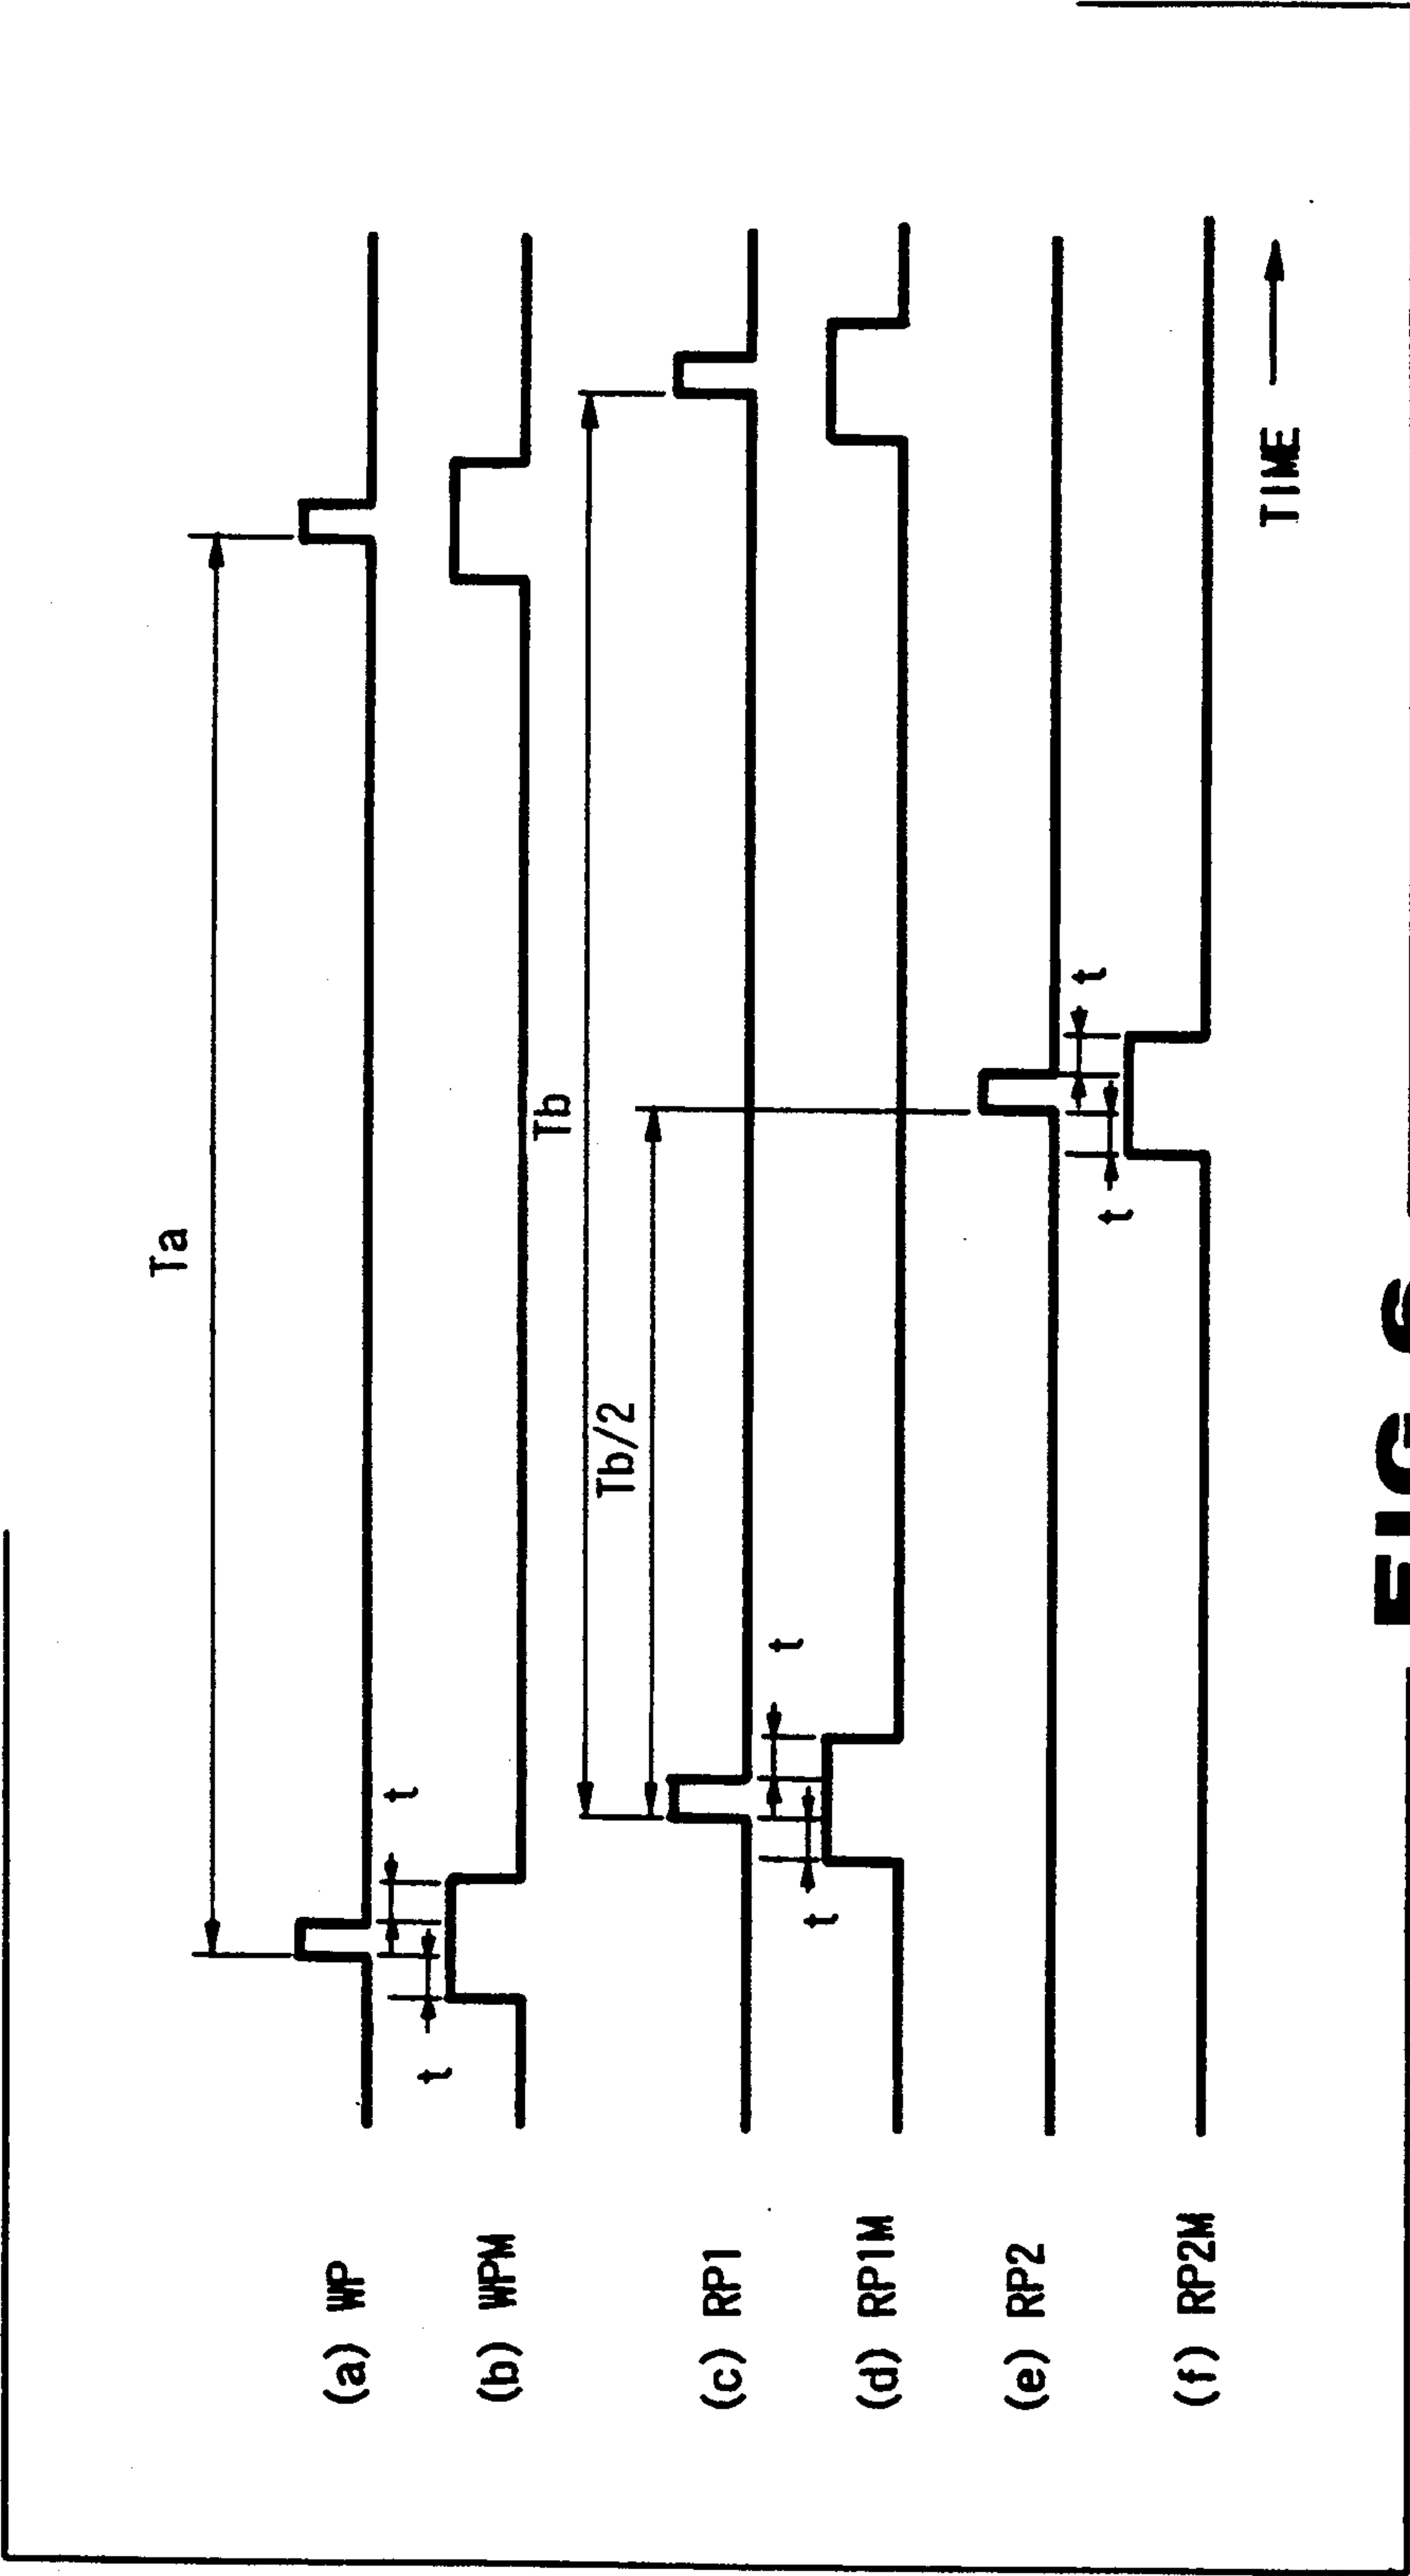 Ta
(a) WP
t
t
(b) WPM
Tb
Tb/2
(c) RP1
t
t
(d) RP1M
(e) RP2
t
t
(f) RP2M
TIME